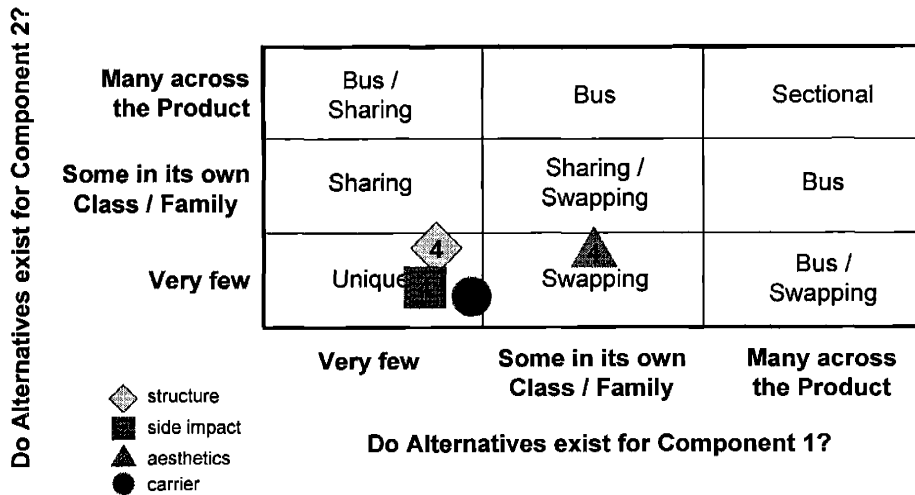 Do Alternatives exist for Component 2?
Many across
the Product
Bus /
Sharing
Bus
Sectional
Some in its own
Class / Family
Sharing
Sharing /
Swapping
Bus
Very few
4
Unique
4
Swapping
Bus /
Swapping
Very few
Some in its own
Class / Family
Many across
the Product
structure
side impact
aesthetics
carrier
Do Alternatives exist for Component 1?